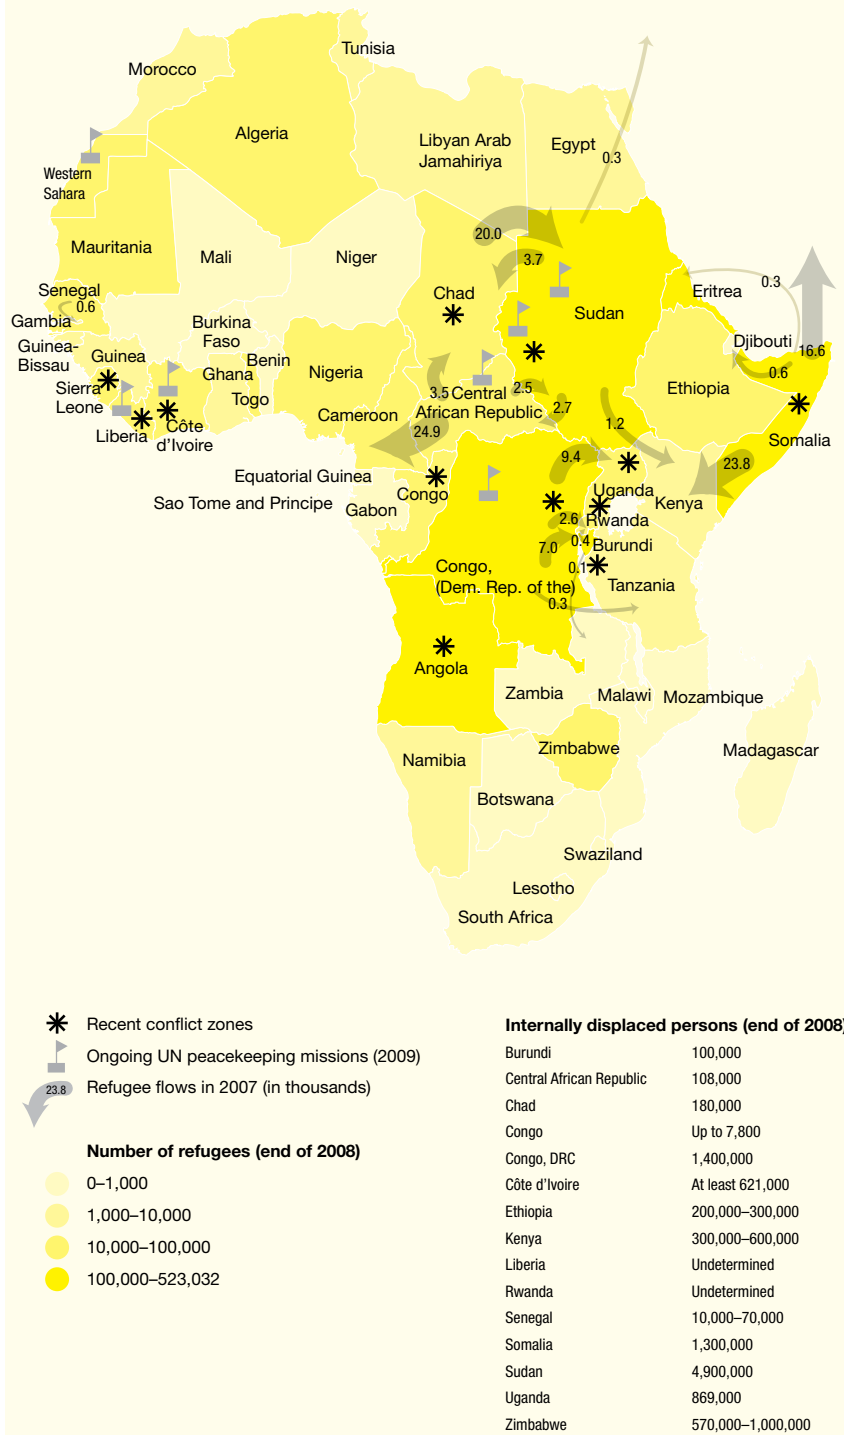 Tunisia
Morocco
Algeria
Libyan Arab
Jamahiriya
Egypt
0.3
Western
Sahara
Mauritania
Mali
Niger
20.0
3.7
Chad
Sudan
Eritrea
0.3
Senegal
0.6
Gambia
Guinea-
Bissau
Guinea
Burkina
Faso
Benin
Ghana
Togo
Nigeria
Djibouti
16.6
0.6
Ethiopia
Sierra
Leone
Liberia
Côte
d’Ivoire
Cameroon
3.5
Central
African Republic
2.5
2.7
24.9
1.2
Somalia
23.8
9.4
Equatorial Guinea
Sao Tome and Principe
Congo
Gabon
Uganda
Kenya
2.6
Rwanda
7.0
0.4
Burundi
0.1
Congo,
(Dem. Rep. of the)
Tanzania
0.3
Angola
Zambia
Malawi
Mozambique
Zimbabwe
Madagascar
Namibia
Botswana
Swaziland
Lesotho
South Africa
Recent conflict zones
Ongoing UN peacekeeping missions (2009)
23.8
Refugee flows in 2007 (in thousands)
Number of refugees (end of 2008)
0–1,000
1,000–10,000
10,000–100,000
100,000–523,032
Internally displaced persons (end of 2008)
Burundi 100,000
Central African Republic 108,000
Chad 180,000
Congo Up to 7,800
Congo, DRC 1,400,000
Côte d’Ivoire At least 621,000
Ethiopia 200,000–300,000
Kenya 300,000–600,000
Liberia Undetermined
Rwanda Undetermined
Senegal 10,000–70,000
Somalia 1,300,000
Sudan 4,900,000
Uganda 869,000
Zimbabwe 570,000–1,000,000